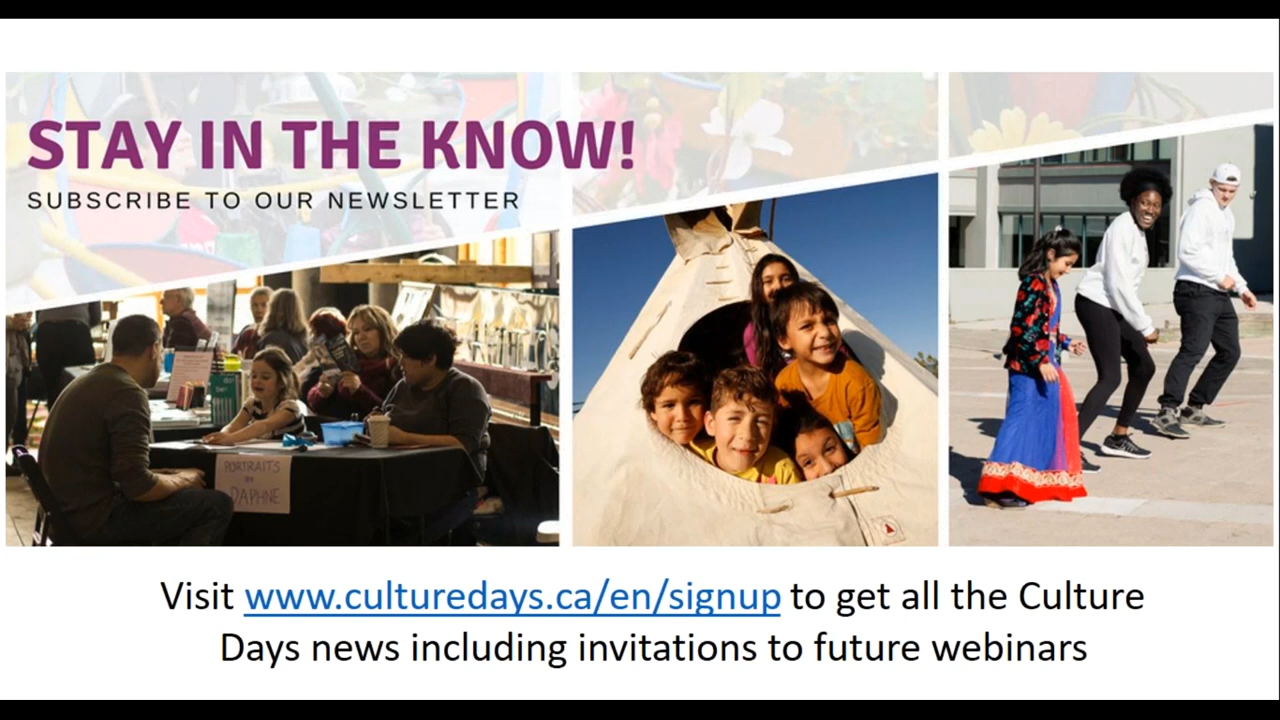 STAY IN THE KNOW!
SUBSCRIBE TO OUR NEWSLETTER
PORTRAITS
BY
DAPHNE
Visit www.culturedays.ca/en/signup to get all the Culture
Days news including invitations to future webinars